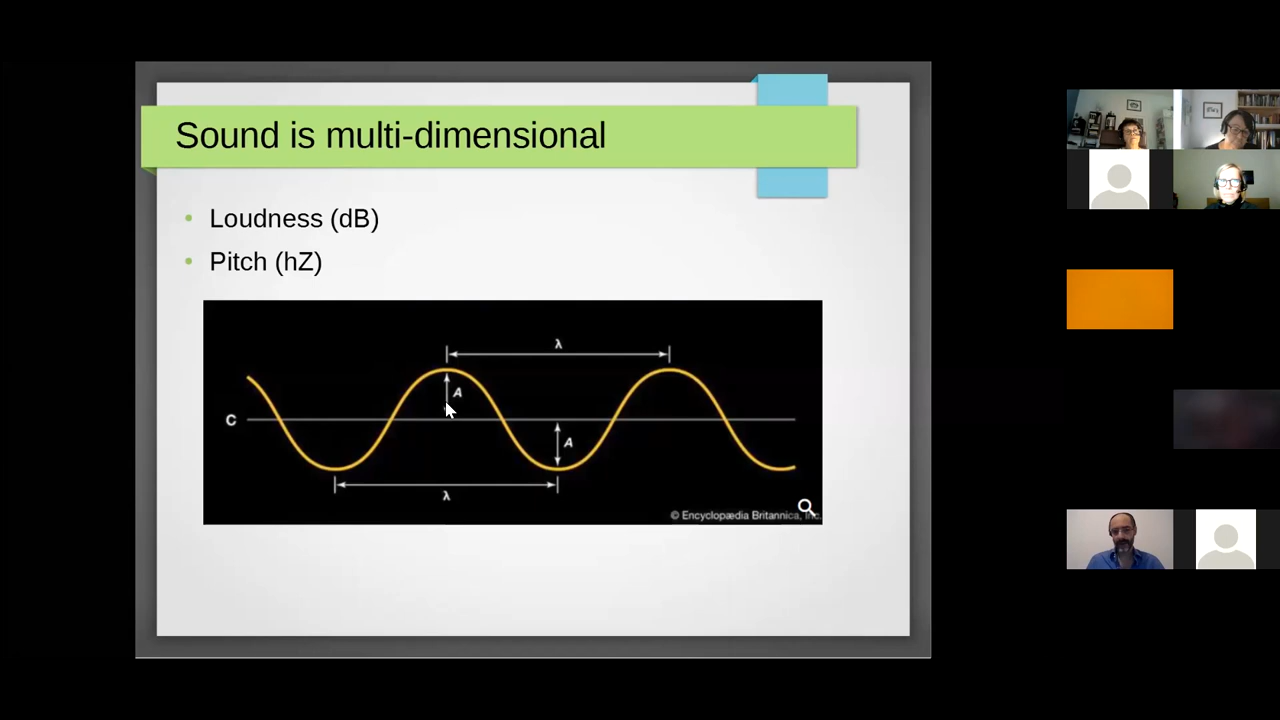 Sound is multi-dimensional
• Loudness (dB)
• Pitch (hZ)
λ
A
C
A
λ
© Encyclopædia Britannica, Inc.